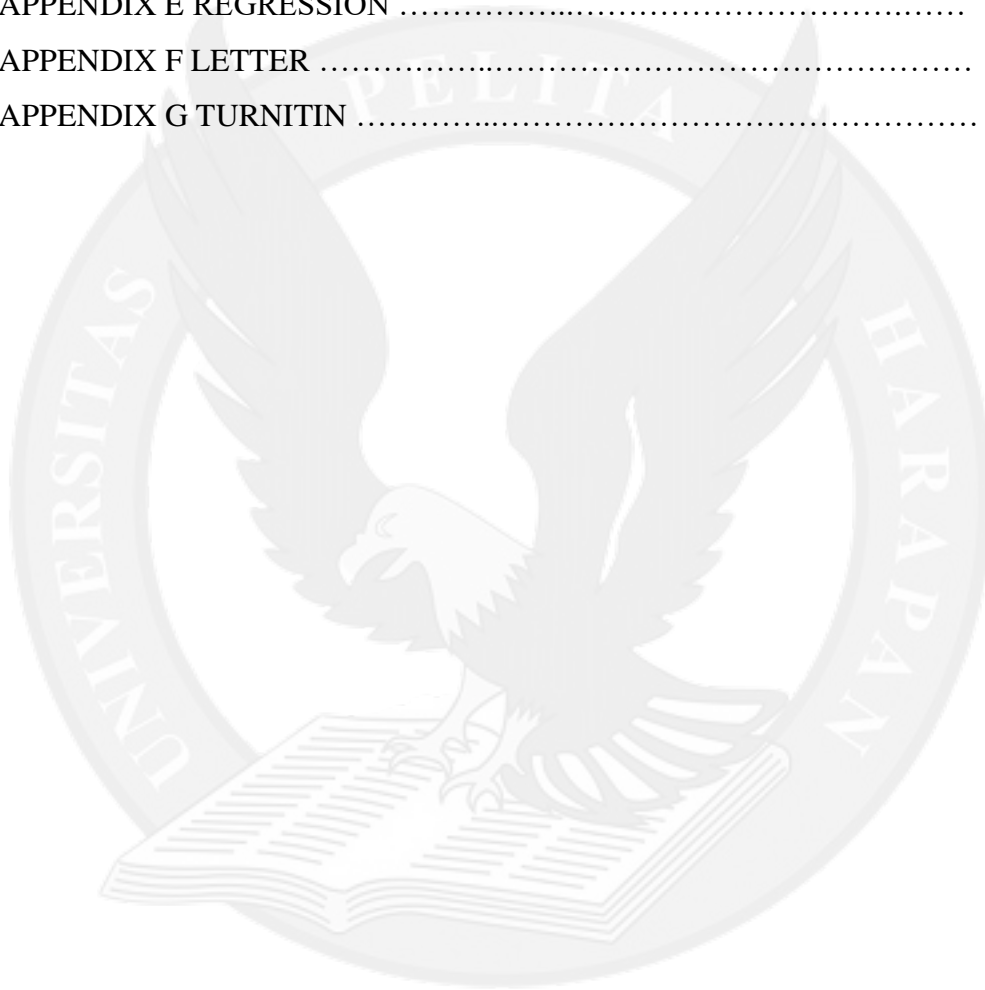 APPENDIX E REGRESSION ……………..………………………….……
APPENDIX F LETTER ……………..…………………………………………
APPENDIX G TURNITIN …………..…………………………………………
UNIVERSITAS PELITA HARAPAN